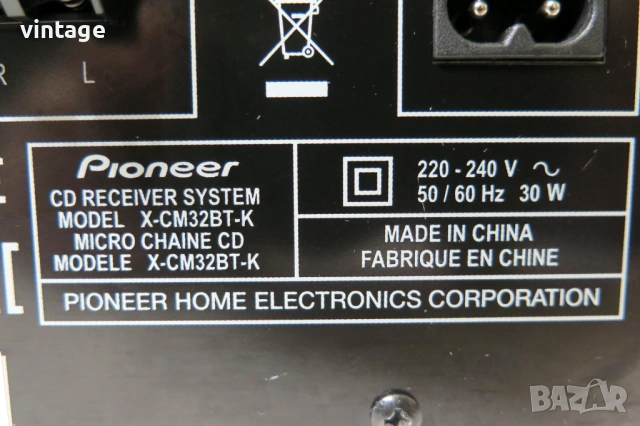 sakur
vintage
R L
Pioneer
CD RECEIVER SYSTEM
MODEL X-CM32BT-K
MICRO CHAINE CD
MODELE X-CM32BT-K
220 - 240 V ~
50 / 60 Hz 30 W
MADE IN CHINA
FABRIQUE EN CHINE
PIONEER HOME ELECTRONICS CORPORATION
BAZAR